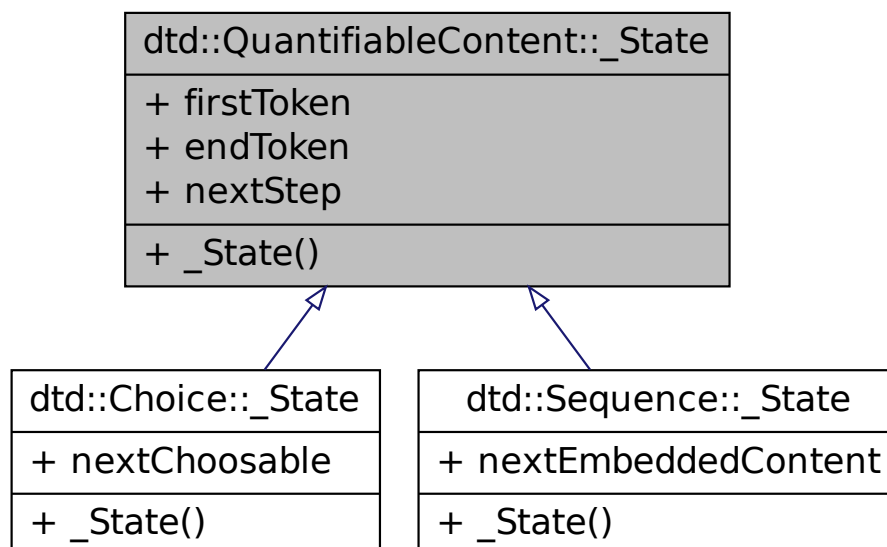 dtd::QuantifiableContent::_State
+ firstToken
+ endToken
+ nextStep
+ _State()
dtd::Choice::_State
+ nextChoosable
+ _State()
dtd::Sequence::_State
+ nextEmbeddedContent
+ _State()